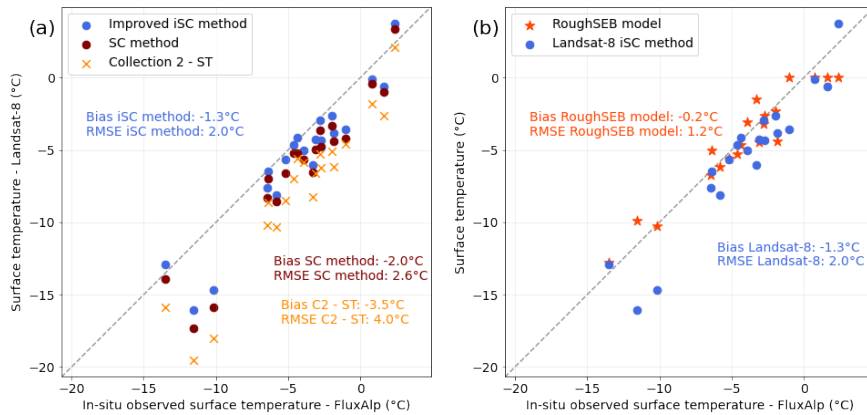 (a)
Improved iSC method
SC method
Collection 2 - ST
Bias iSC method: -1.3°C
RMSE iSC method: 2.0°C
Bias SC method: -2.0°C
RMSE SC method: 2.6°C
Bias C2 - ST: -3.5°C
RMSE C2 - ST: 4.0°C
Surface temperature - Landsat-8 (°C)
0
−5
−10
−15
−20
−20
−15
−10
−5
0
In-situ observed surface temperature - FluxAlp (°C)
(b)
RoughSEB model
Landsat-8 iSC method
Bias RoughSEB model: -0.2°C
RMSE RoughSEB model: 1.2°C
Bias Landsat-8: -1.3°C
RMSE Landsat-8: 2.0°C
Surface temperature (°C)
0
−5
−10
−15
−20
−20
−15
−10
−5
0
In-situ observed surface temperature - FluxAlp (°C)